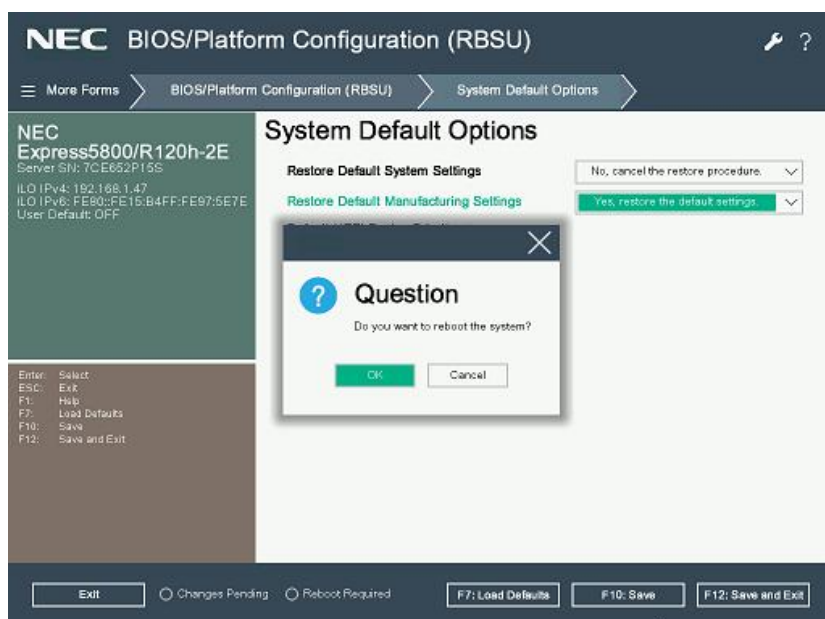 NEC BIOS/Platform Configuration (RBSU)
?
More Forms
BIOS/Platform Configuration (RBSU)
System Default Options
NEC
Express5800/R120h-2E
Server SN: 7CE652P15S
iLO IPv4: 192.168.1.47
iLO IPv6: FE80::FE15:B4FF:FE97:5E7E
User Default: OFF
System Default Options
Restore Default System Settings
No, cancel the restore procedure.
Restore Default Manufacturing Settings
Yes, restore the default settings.
?
Question
Do you want to reboot the system?
OK
Cancel
Enter: Select
ESC: Exit
F1: Help
F7: Load Defaults
F10: Save
F12: Save and Exit
Exit
Changes Pending
Reboot Required
F7: Load Defaults
F10: Save
F12: Save and Exit